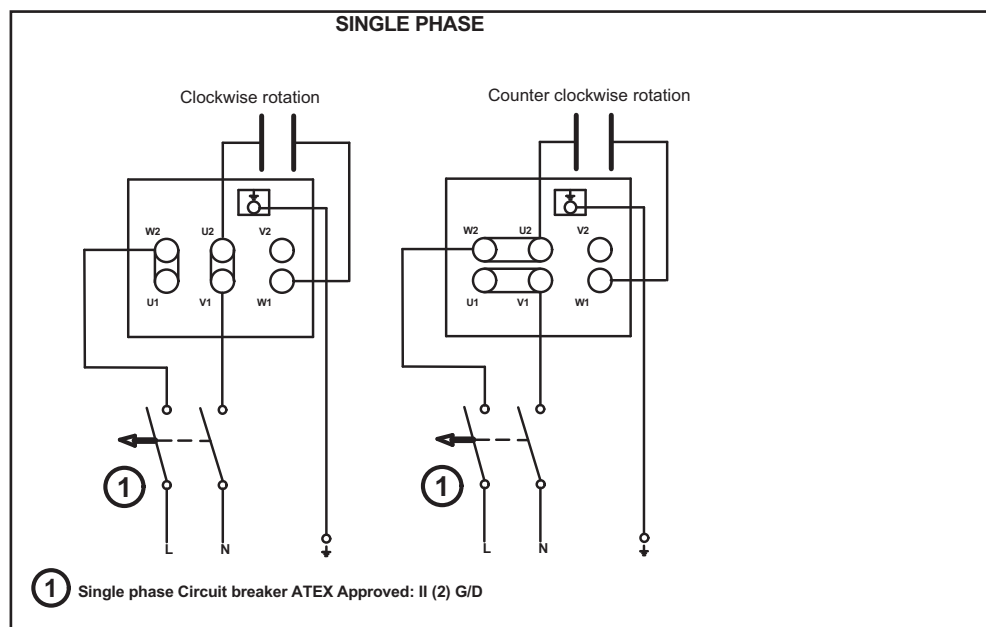 SINGLE PHASE
Clockwise rotation
Counter clockwise rotation
W2 U2 V2
U1 V1 W1
W2 U2 V2
U1 V1 W1
1
1
L N
L N
1 Single phase Circuit breaker ATEX Approved: II (2) G/D